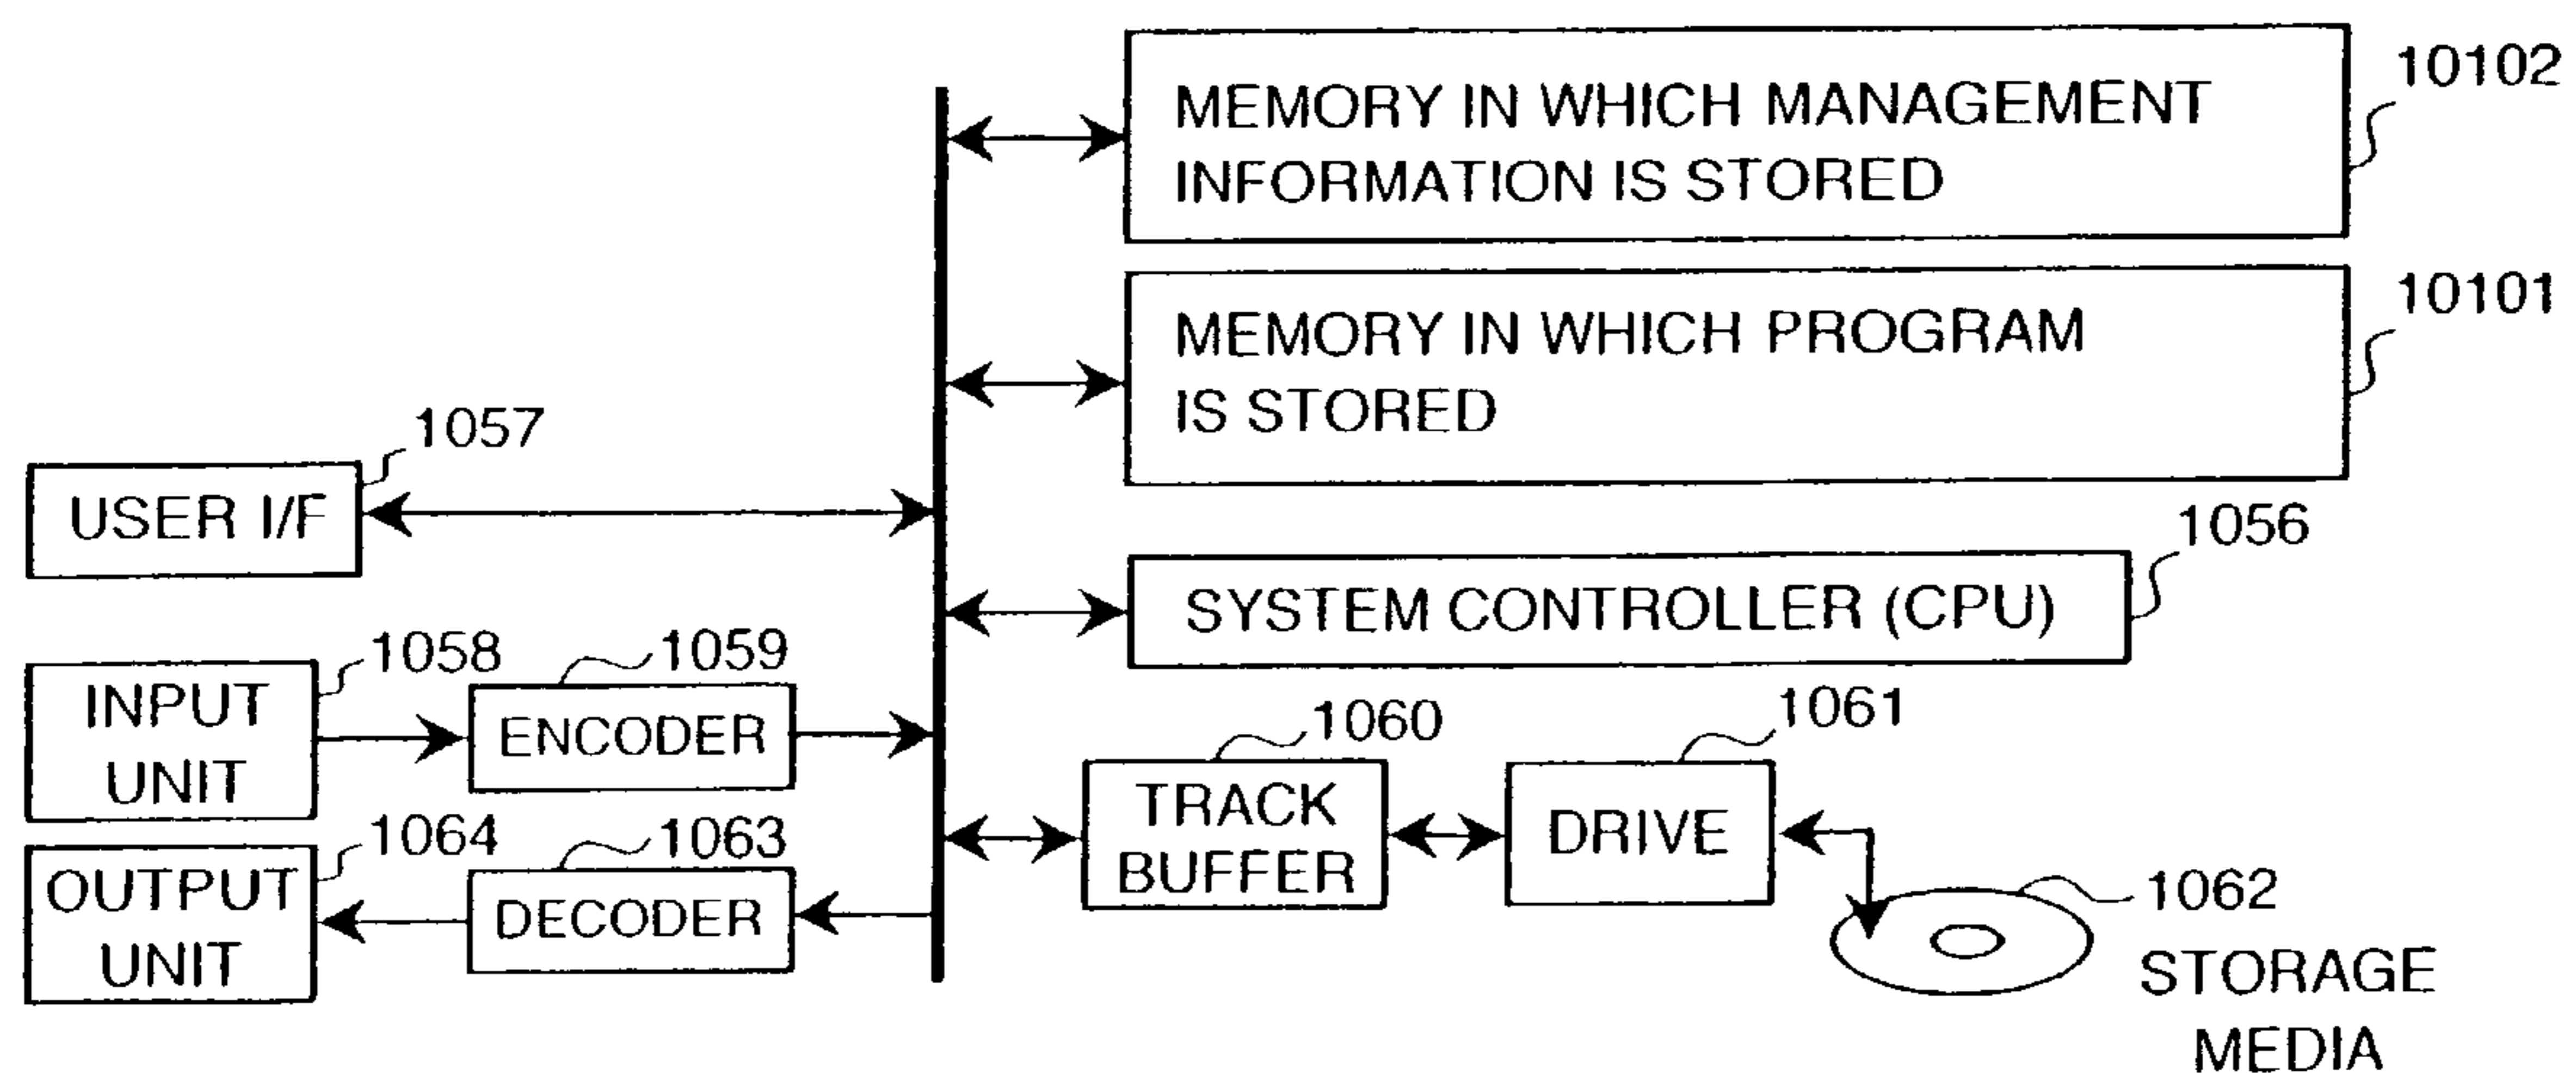 10102
MEMORY IN WHICH MANAGEMENT
INFORMATION IS STORED
10101
MEMORY IN WHICH PROGRAM
IS STORED
1057
USER I/F
1056
SYSTEM CONTROLLER (CPU)
1058
INPUT
UNIT
1059
ENCODER
1060
TRACK
BUFFER
1061
DRIVE
1064
OUTPUT
UNIT
1063
DECODER
1062
STORAGE
MEDIA